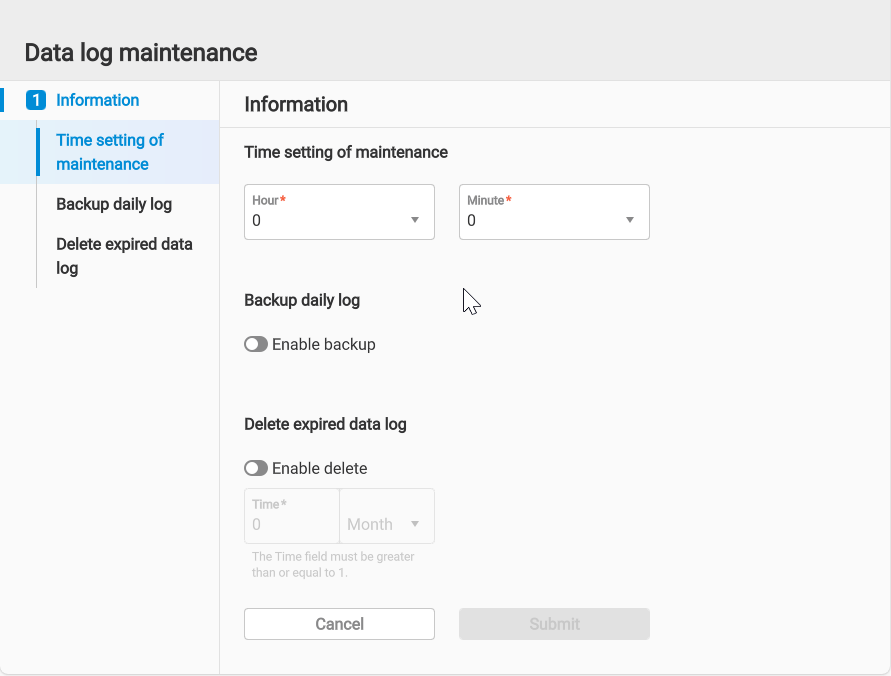 Data log maintenance
1 Information
Time setting of
maintenance
Backup daily log
Delete expired data
log
Information
Time setting of maintenance
Hour* Minute*
0 0
Backup daily log
Enable backup
Delete expired data log
Enable delete
Time*
0 Month
The Time field must be greater
than or equal to 1.
Cancel Submit